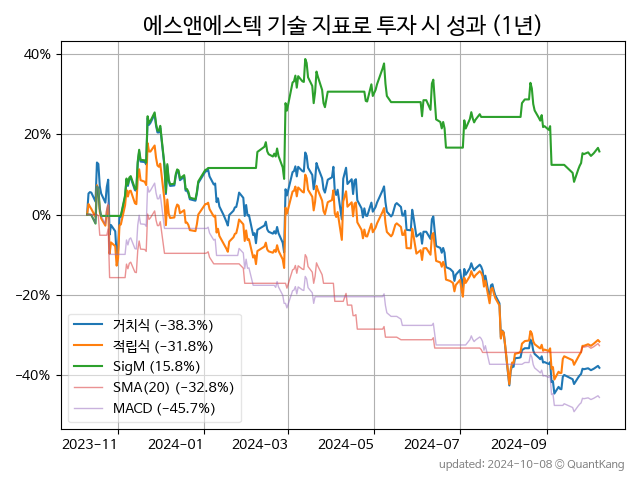 에스앤에스텍 기술 지표로 투자 시 성과 (1년)
40%
20%
0%
−20%
−40%
거치식 (−38.3%)
적립식 (−31.8%)
SigM (15.8%)
SMA(20) (−32.8%)
MACD (−45.7%)
2023-11 2024-01 2024-03 2024-05 2024-07 2024-09
updated: 2024-10-08 © QuantKang